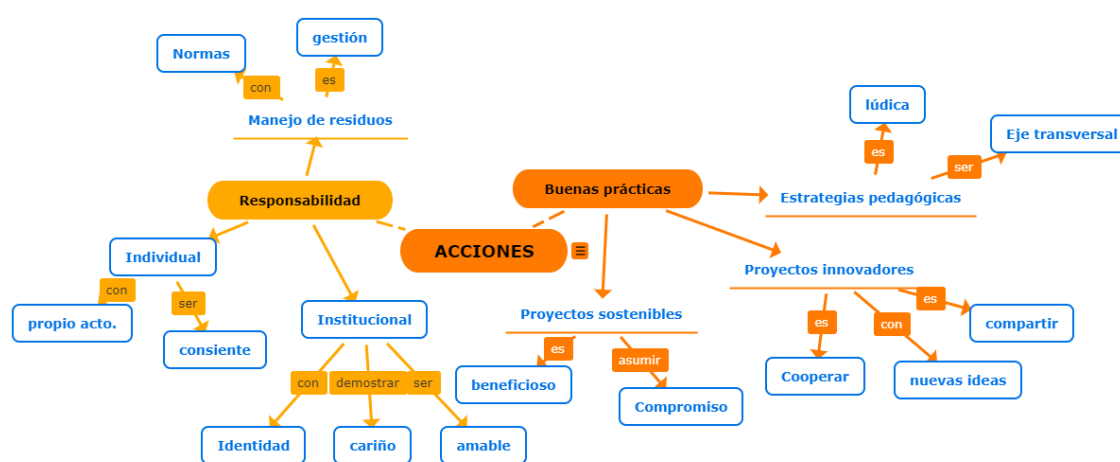 gestión
Normas
es
con
Manejo de residuos
lúdica
Eje transversal
es
ser
Buenas prácticas
Responsabilidad
Estrategias pedagógicas
ACCIONES
Individual
Proyectos innovadores
con
ser
es
propio acto.
Institucional
Proyectos sostenibles
es
con
compartir
consiente
es
asumir
Cooperar
nuevas ideas
con
demostrar
ser
beneficioso
Compromiso
Identidad
cariño
amable